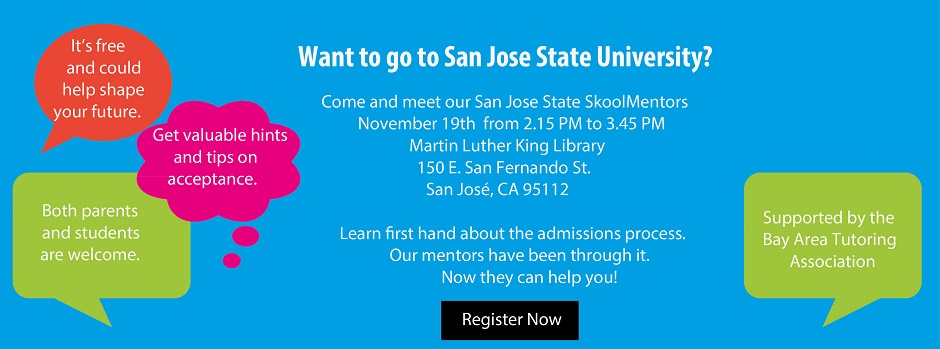 It's free
and could
help shape
your future.
Get valuable hints
and tips on
acceptance.
Both parents
and students
are welcome.
Want to go to San Jose State University?
Come and meet our San Jose State SkoolMentors
November 19th from 2.15 PM to 3.45 PM
Martin Luther King Library
150 E. San Fernando St.
San José, CA 95112
Learn first hand about the admissions process.
Our mentors have been through it.
Now they can help you!
Register Now
Supported by the
Bay Area Tutoring
Association